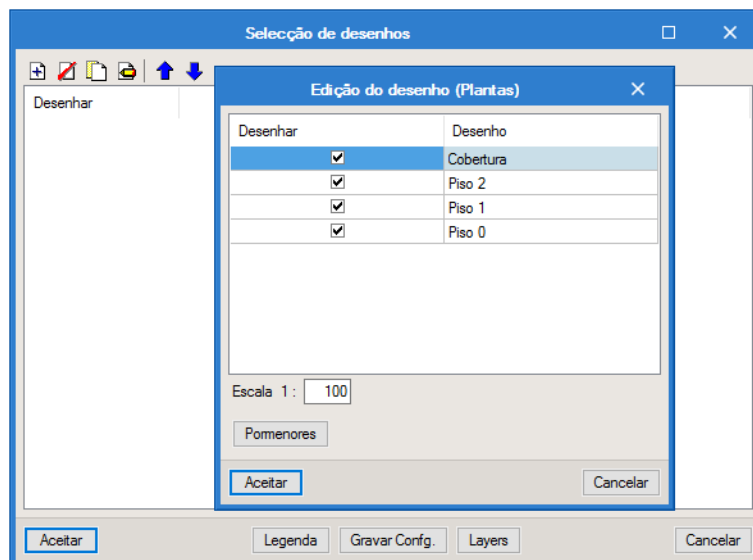 Selecção de desenhos
Desenhar
Edição do desenho (Plantas)
Desenhar Desenho
Cobertura
Piso 2
Piso 1
Piso 0
Escala 1 : 100
Pormenores
Aceitar Cancelar
Aceitar Legenda Gravar Confg. Layers Cancelar